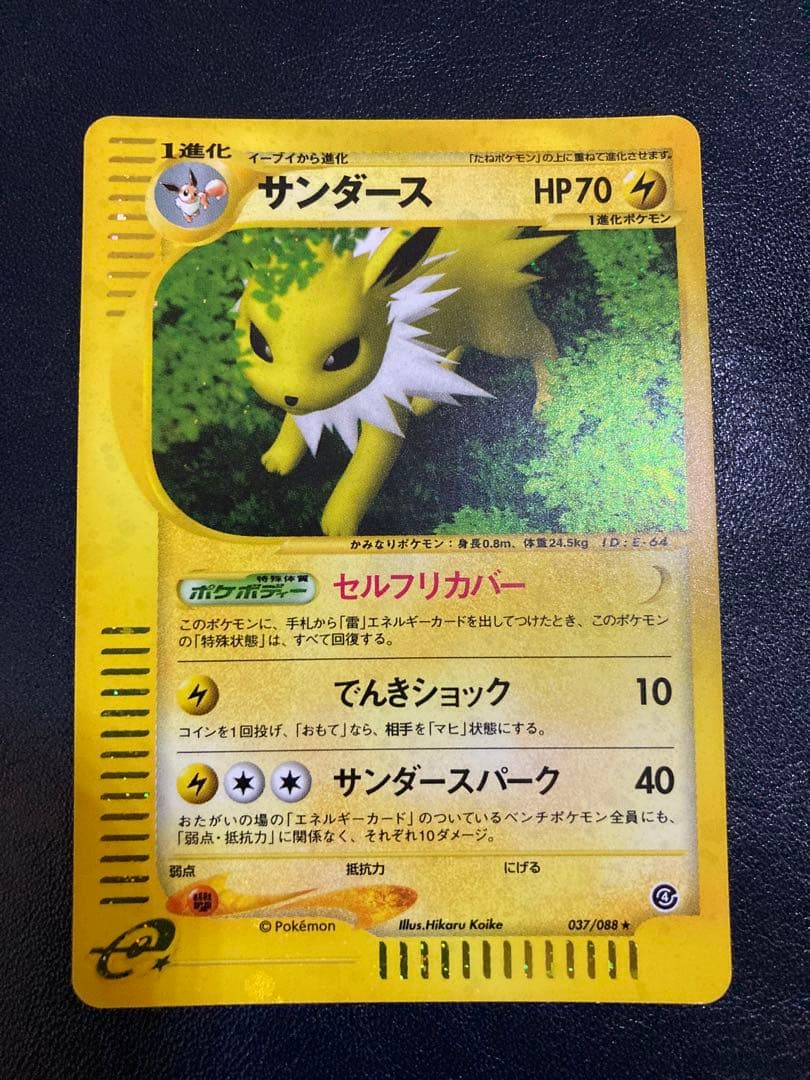 1進化
イーブイから進化
「たねポケモン」の上に重ねて進化させます。
サンダース
HP70
1進化ポケモン
かみなりポケモン：身長0.8m、体重24.5kg
ID:E-64
特殊体質
ポケボディー
セルフリカバー
このポケモンに、手札から「雷」エネルギーカードを出してつけたとき、このポケモン
の「特殊状態」は、すべて回復する。
でんきショック
10
コインを1回投げ、「おもて」なら、相手を「マヒ」状態にする。
サンダースパーク
40
おたがいの場の「エネルギーカード」のついているベンチポケモン全員にも、
「弱点・抵抗力」に関係なく、それぞれ10ダメージ。
弱点
抵抗力
にげる
©Pokémon
Illus.Hikaru Koike
037/088★
e
4